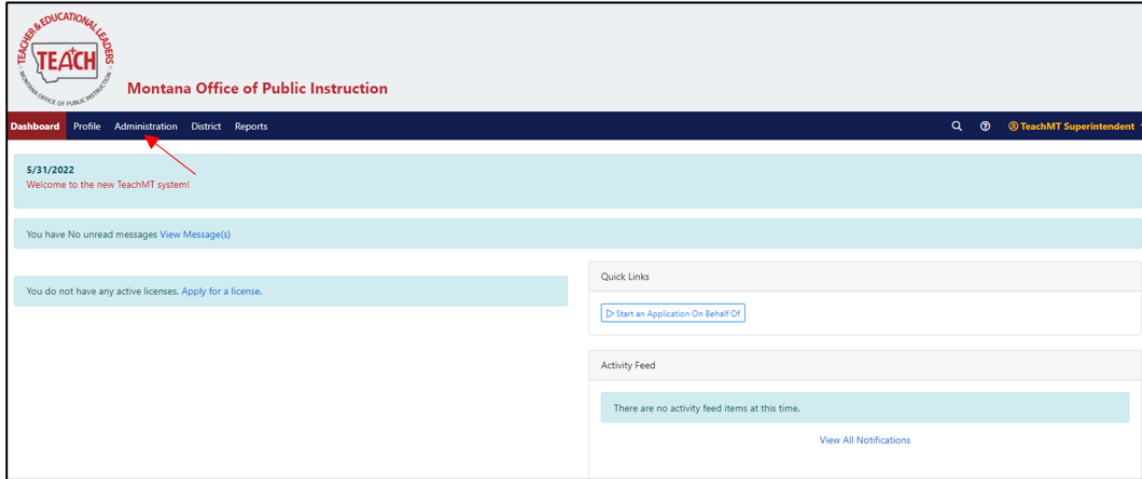 TEACHER & EDUCATIONAL LEADERS
TEACH
MONTANA OFFICE OF PUBLIC INSTRUCTION
Montana Office of Public Instruction
Dashboard Profile Administration District Reports TeachMT Superintendent
5/31/2022
Welcome to the new TeachMT system!
You have No unread messages View Message(s)
You do not have any active licenses. Apply for a license.
Quick Links
Start an Application On Behalf Of
Activity Feed
There are no activity feed items at this time.
View All Notifications